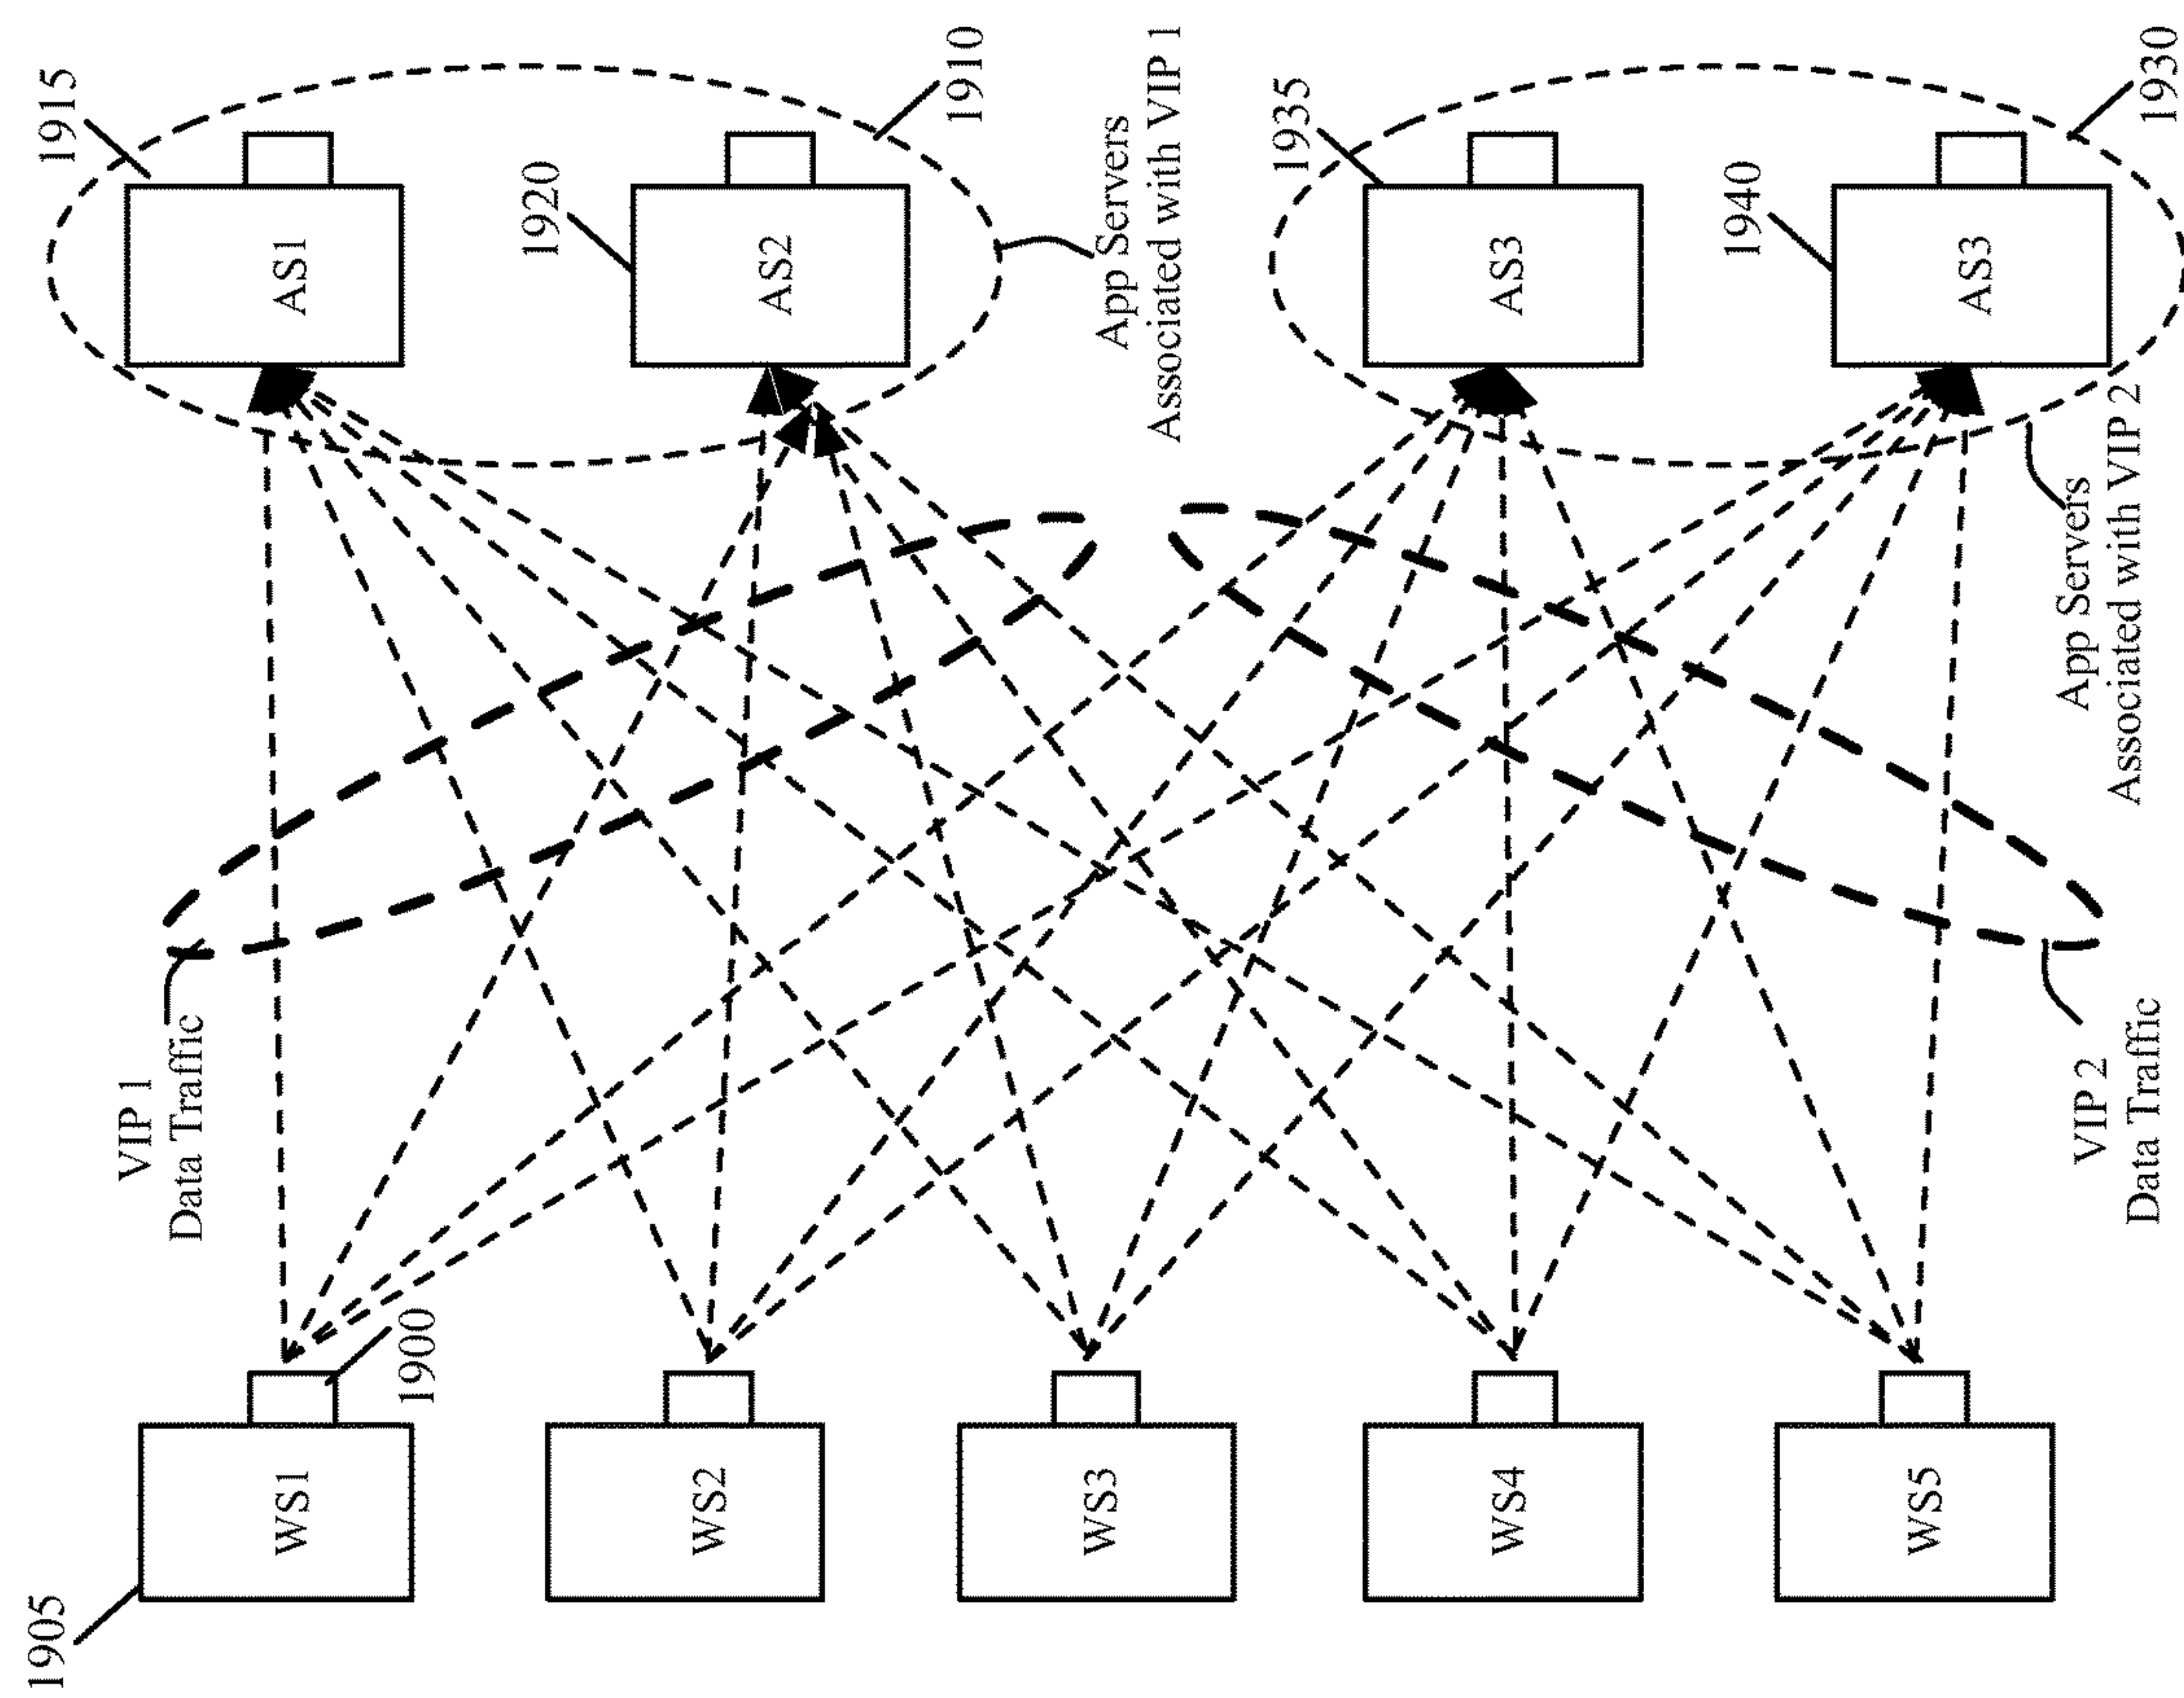 1905
WS1
1900
WS2
WS3
WS4
WS5
VIP 1
Data Traffic
VIP 2
Data Traffic
1915
AS1
1920
AS2
1910
App Servers
Associated with VIP 1
1935
AS3
1940
AS3
1930
App Servers
Associated with VIP 2